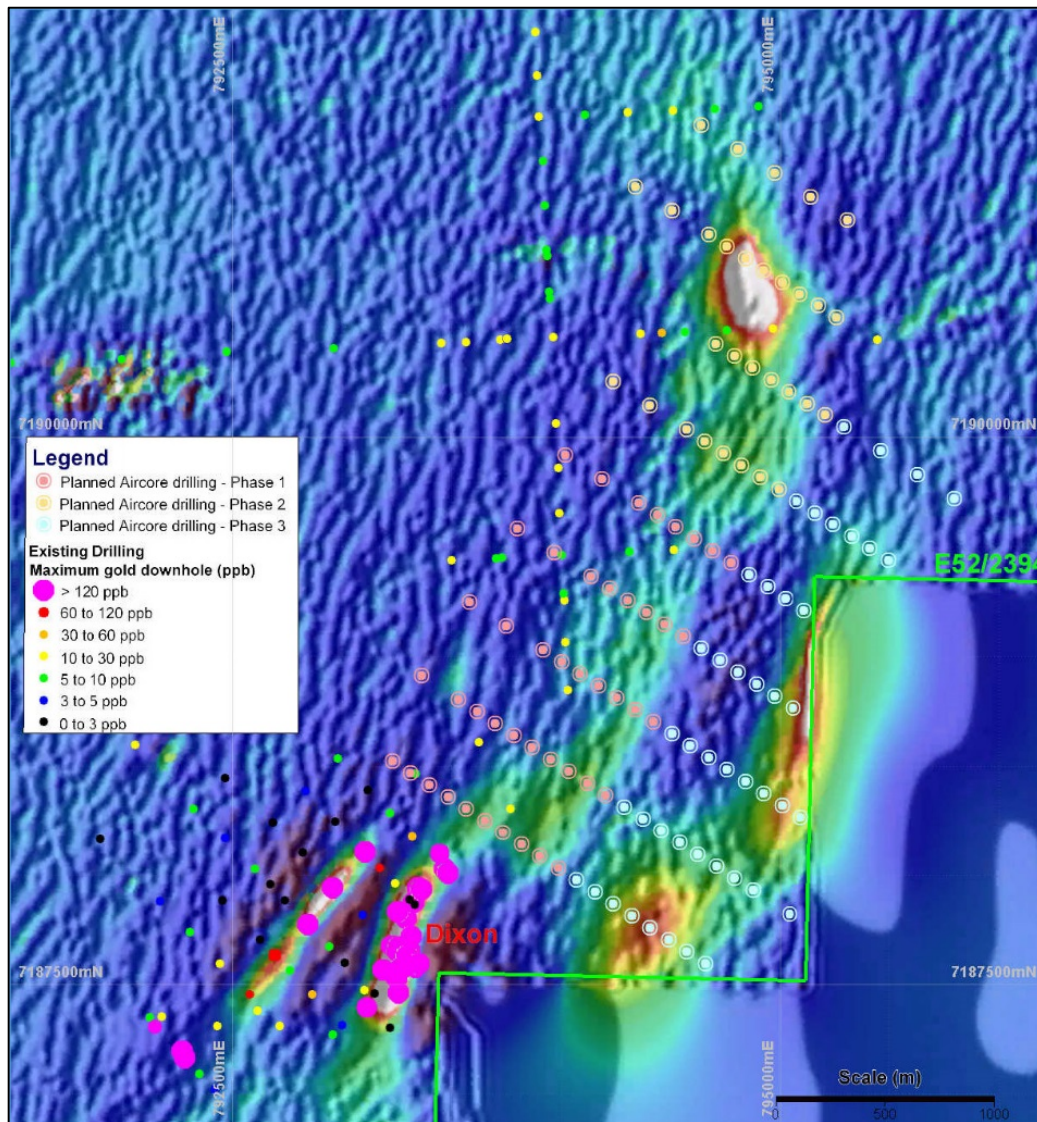 792500mE
795000mE
7190000mN
Legend
Planned Aircore drilling - Phase 1
Planned Aircore drilling - Phase 2
Planned Aircore drilling - Phase 3
Existing Drilling
Maximum gold downhole (ppb)
> 120 ppb
60 to 120 ppb
30 to 60 ppb
10 to 30 ppb
5 to 10 ppb
3 to 5 ppb
0 to 3 ppb
E52/2394
Dixon
7187500mN
7187500mN
7190000mN
792500mE
795000mE
Scale (m)
0 500 1000